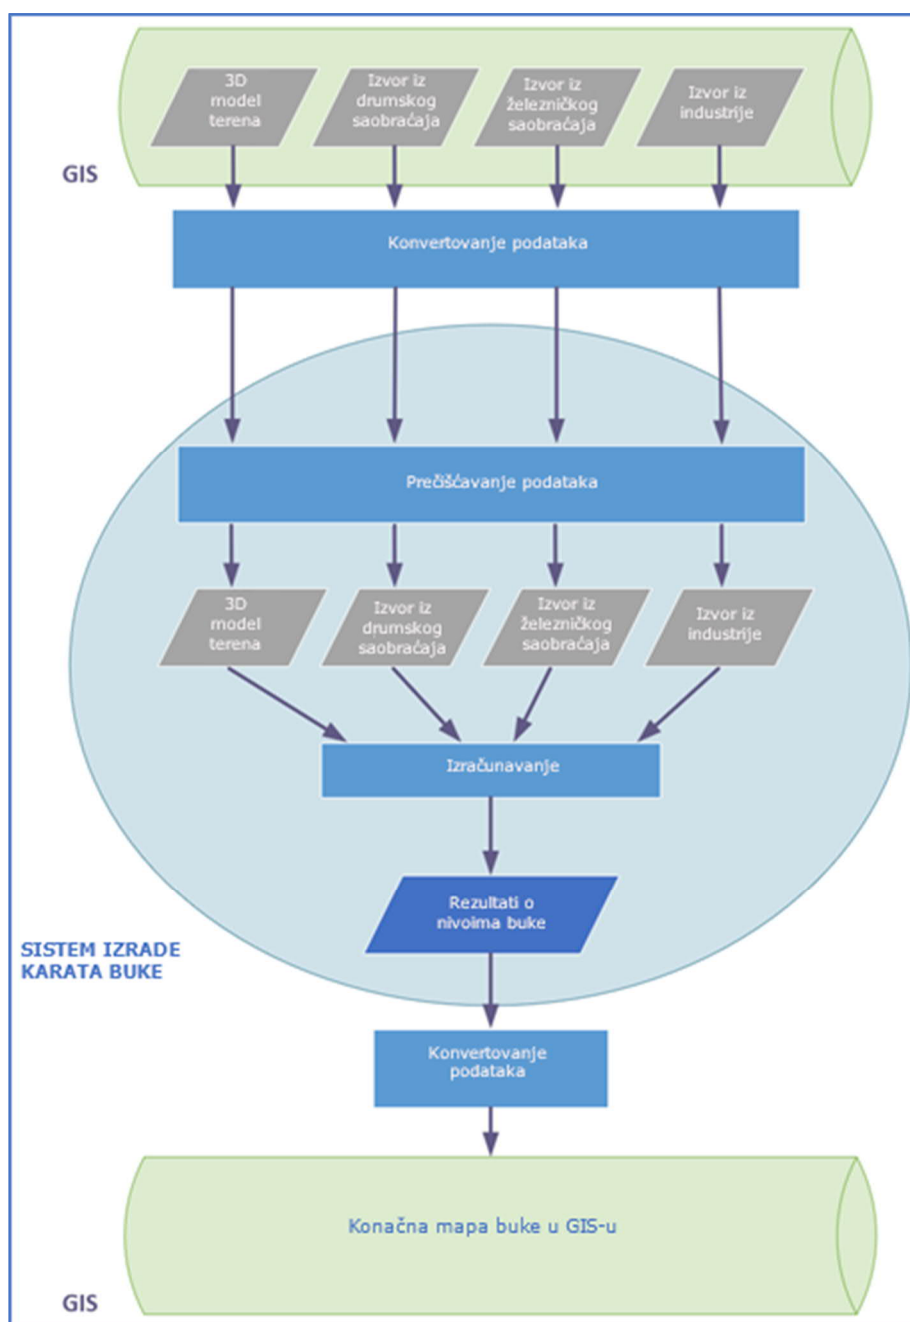 3D
model
terena
Izvor iz
drumskog
saobraćaja
Izvor iz
železničkog
saobraćaja
Izvor iz
industrije
GIS
Konvertovanje podataka
Prečišćavanje podataka
3D
model
terena
Izvor iz
drumskog
saobraćaja
Izvor iz
železničkog
saobraćaja
Izvor iz
industrije
Izračunavanje
Rezultati o
nivoima buke
SISTEM IZRADE
KARATA BUKE
Konvertovanje
podataka
Konačna mapa buke u GIS-u
GIS